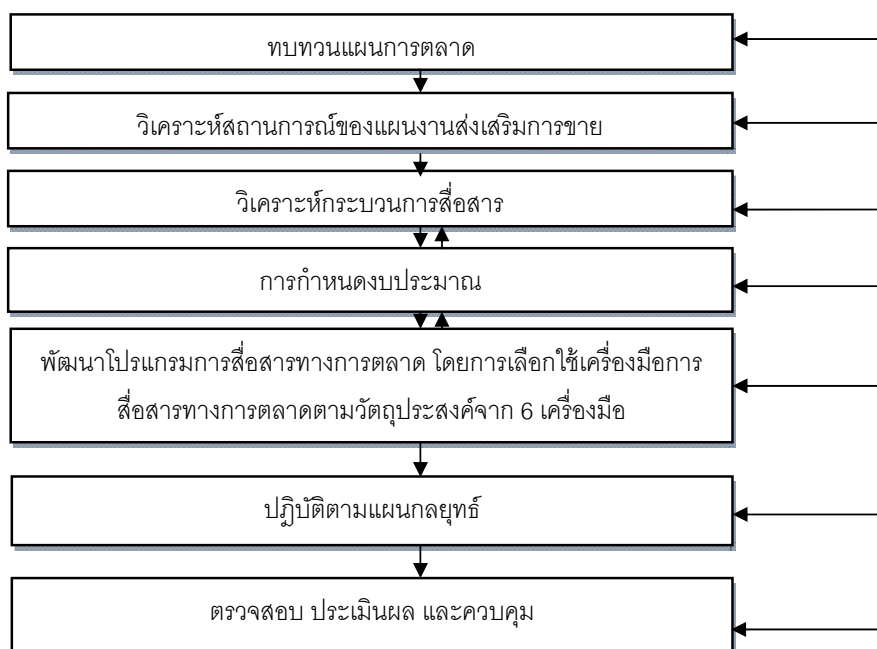 ทบทวนแผนการตลาด
วิเคราะห์สถานการณ์ของแผนงานส่งเสริมการขาย
วิเคราะห์กระบวนการสื่อสาร
การกำหนดงบประมาณ
พัฒนาโปรแกรมการสื่อสารทางการตลาด โดยการเลือกใช้เครื่องมือการ
สื่อสารทางการตลาดตามวัตถุประสงค์จาก 6 เครื่องมือ
ปฎิบัติตามแผนกลยุทธ์
ตรวจสอบ ประเมินผล และควบคุม